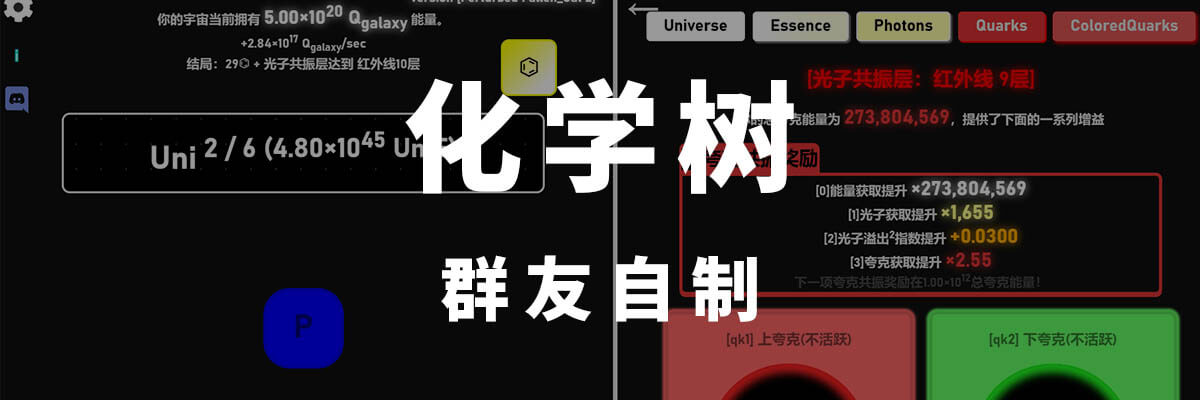 你的宇宙当前拥有 5.00×10^20 Q_galaxy 能量。
+2.84×10^17 Q_galaxy/sec
结局:29⌬ + 光子共振层达到 红外线10层
i
⌬
Uni 2 / 6 (4.80×10^45
P
化学树
群友自制
←
Universe
Essence
Photons
Quarks
ColoredQuarks
[光子共振层:红外线 9层]
克能量为 273,804,569,提供了下面的一系列增益
奖励
[0]能量获取提升 ×273,804,569
[1]光子获取提升 ×1,655
[2]光子溢出²指数提升 +0.0300
[3]夸克获取提升 ×2.55
下一项夸克共振奖励在1.00×10^12总夸克能量!
[qk1] 上夸克(不活跃)
[qk2] 下夸克(不活跃)